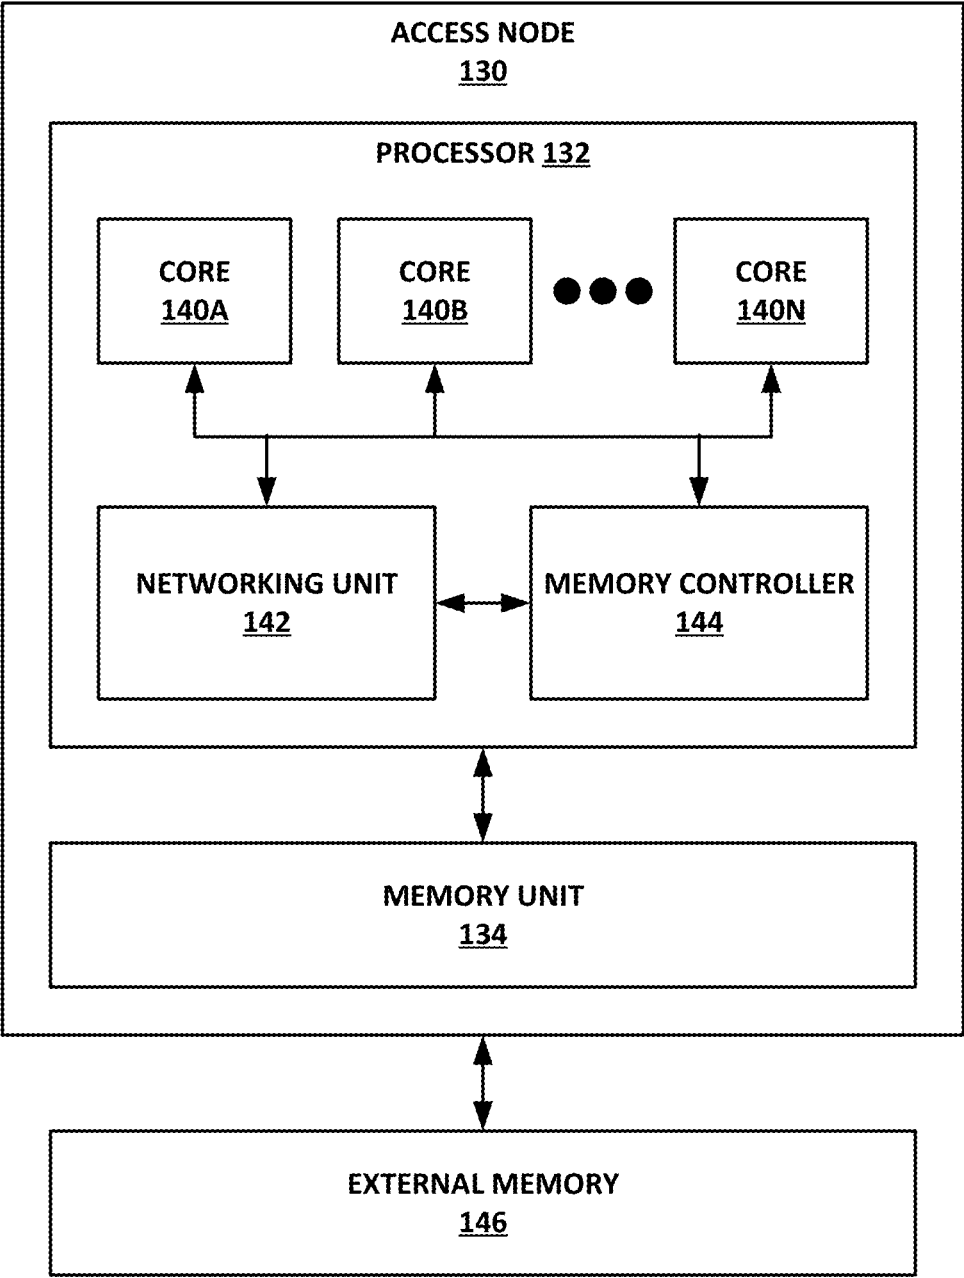 ACCESS NODE
130
PROCESSOR 132
CORE
140A
CORE
140B
CORE
140N
NETWORKING UNIT
142
MEMORY CONTROLLER
144
MEMORY UNIT
134
EXTERNAL MEMORY
146